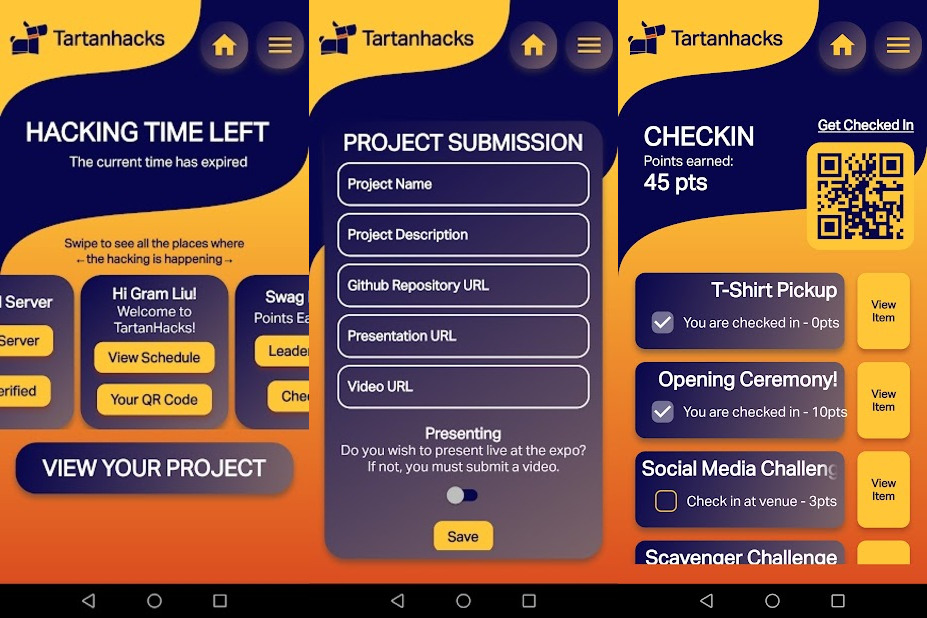 Tartanhacks
HACKING TIME LEFT
The current time has expired
Swipe to see all the places where
←the hacking is happening→
Server
Server
erified
Hi Gram Liu!
Welcome to
TartanHacks!
View Schedule
Your QR Code
Swag
Points Ea
Leader
Chec
VIEW YOUR PROJECT
Tartanhacks
PROJECT SUBMISSION
Project Name
Project Description
Github Repository URL
Presentation URL
Video URL
Presenting
Do you wish to present live at the expo?
If not, you must submit a video.
Save
Tartanhacks
Get Checked In
CHECKIN
Points earned:
45 pts
T-Shirt Pickup
You are checked in - 0pts
View
Item
Opening Ceremony!
You are checked in - 10pts
View
Item
Social Media Challeng
Check in at venue - 3pts
View
Item
Scavenger Challenge